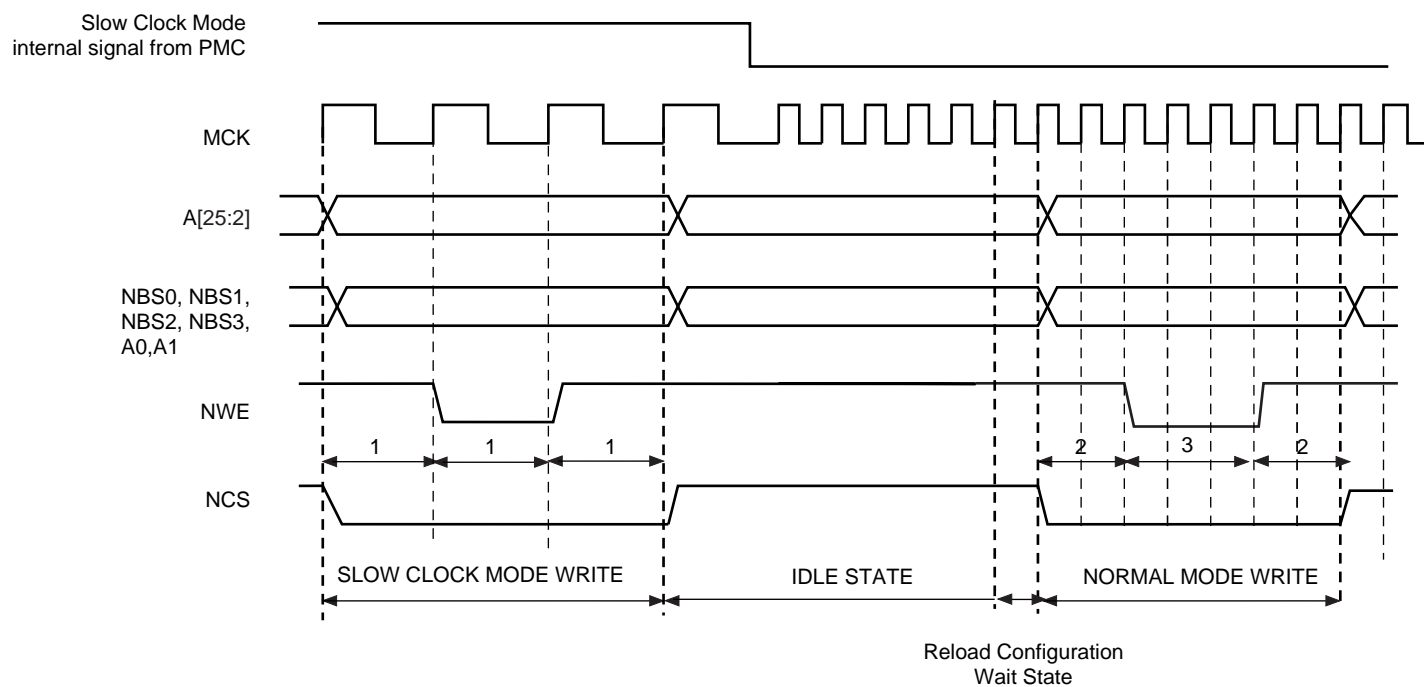 Slow Clock Mode
internal signal from PMC
MCK
A[25:2]
NBS0, NBS1,
NBS2, NBS3,
A0,A1
NWE
1 1 1 2 3 2
NCS
SLOW CLOCK MODE WRITE IDLE STATE NORMAL MODE WRITE
Reload Configuration
Wait State